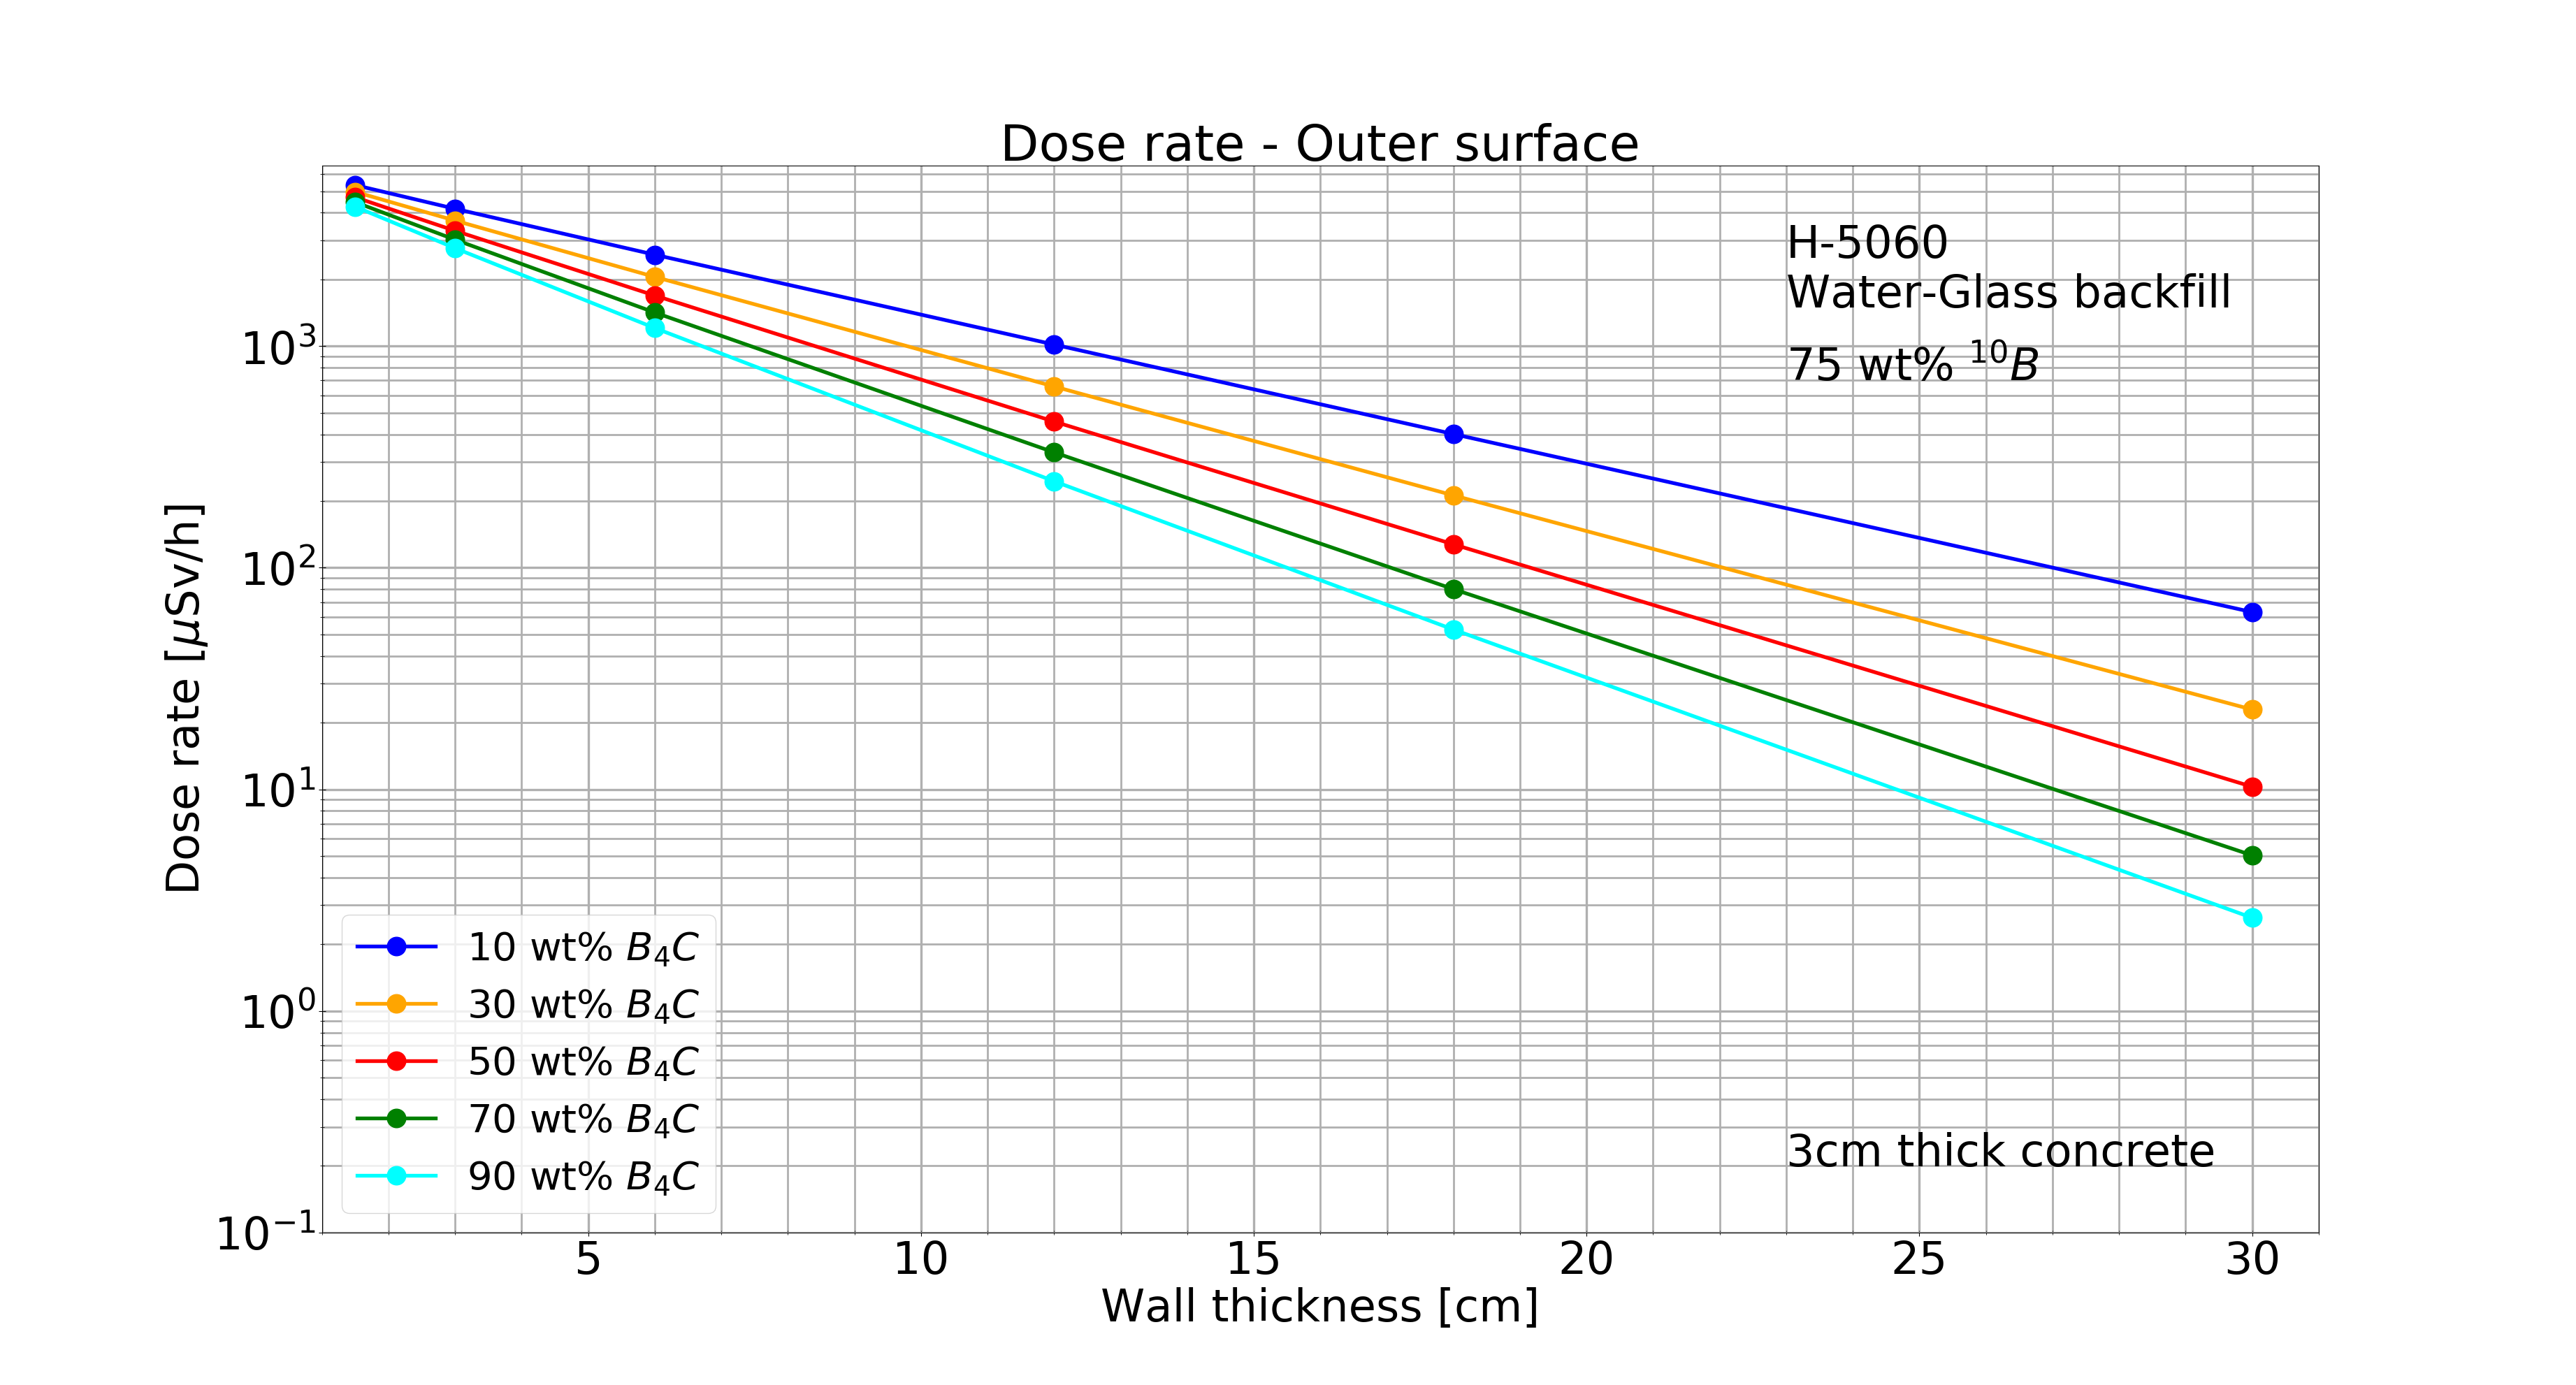 Dose rate - Outer surface
H-5060
Water-Glass backfill
75 wt% ¹⁰B
3cm thick concrete
Dose rate [μSv/h]
10³
10²
10¹
10⁰
10⁻¹
10 wt% B₄C
30 wt% B₄C
50 wt% B₄C
70 wt% B₄C
90 wt% B₄C
5 10 15 20 25 30
Wall thickness [cm]